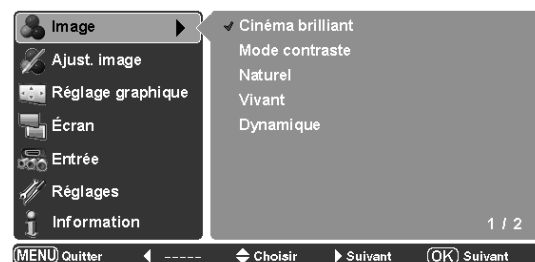 Image
Ajust. image
Réglage graphique
Écran
Entrée
Réglages
Information
Cinéma brilliant
Mode contraste
Naturel
Vivant
Dynamique
1 / 2
MENU Quitter ----- Choisir Suivant OK Suivant